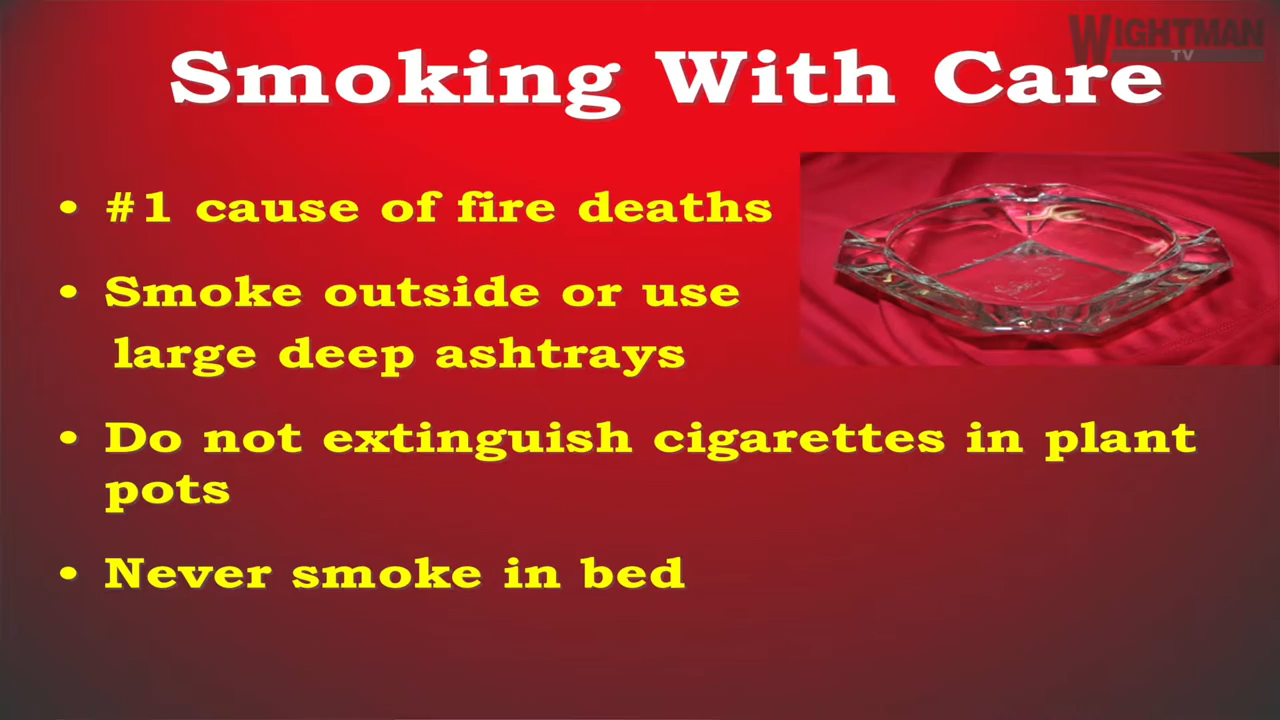 WIGHTMAN
TV
Smoking With Care
• #1 cause of fire deaths
• Smoke outside or use
large deep ashtrays
• Do not extinguish cigarettes in plant
pots
• Never smoke in bed